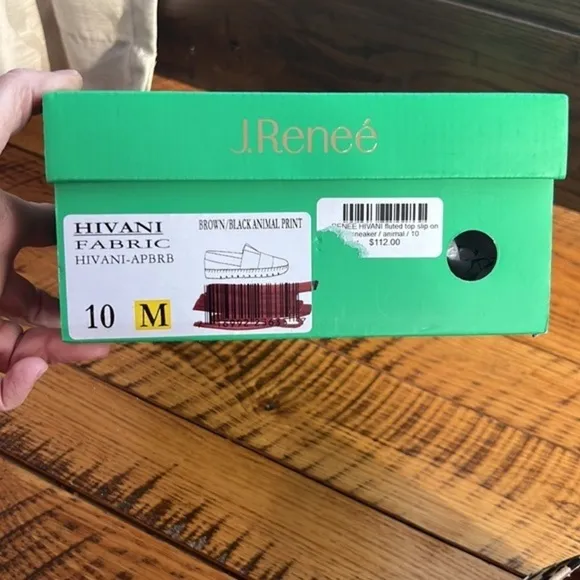 J.Reneé
HIVANI
FABRIC
HIVANI-APBRB
BROWN/BLACK ANIMAL PRINT
10 M
RENEE HIVANI fluted top slip on
sneaker / animal / 10
$112.00